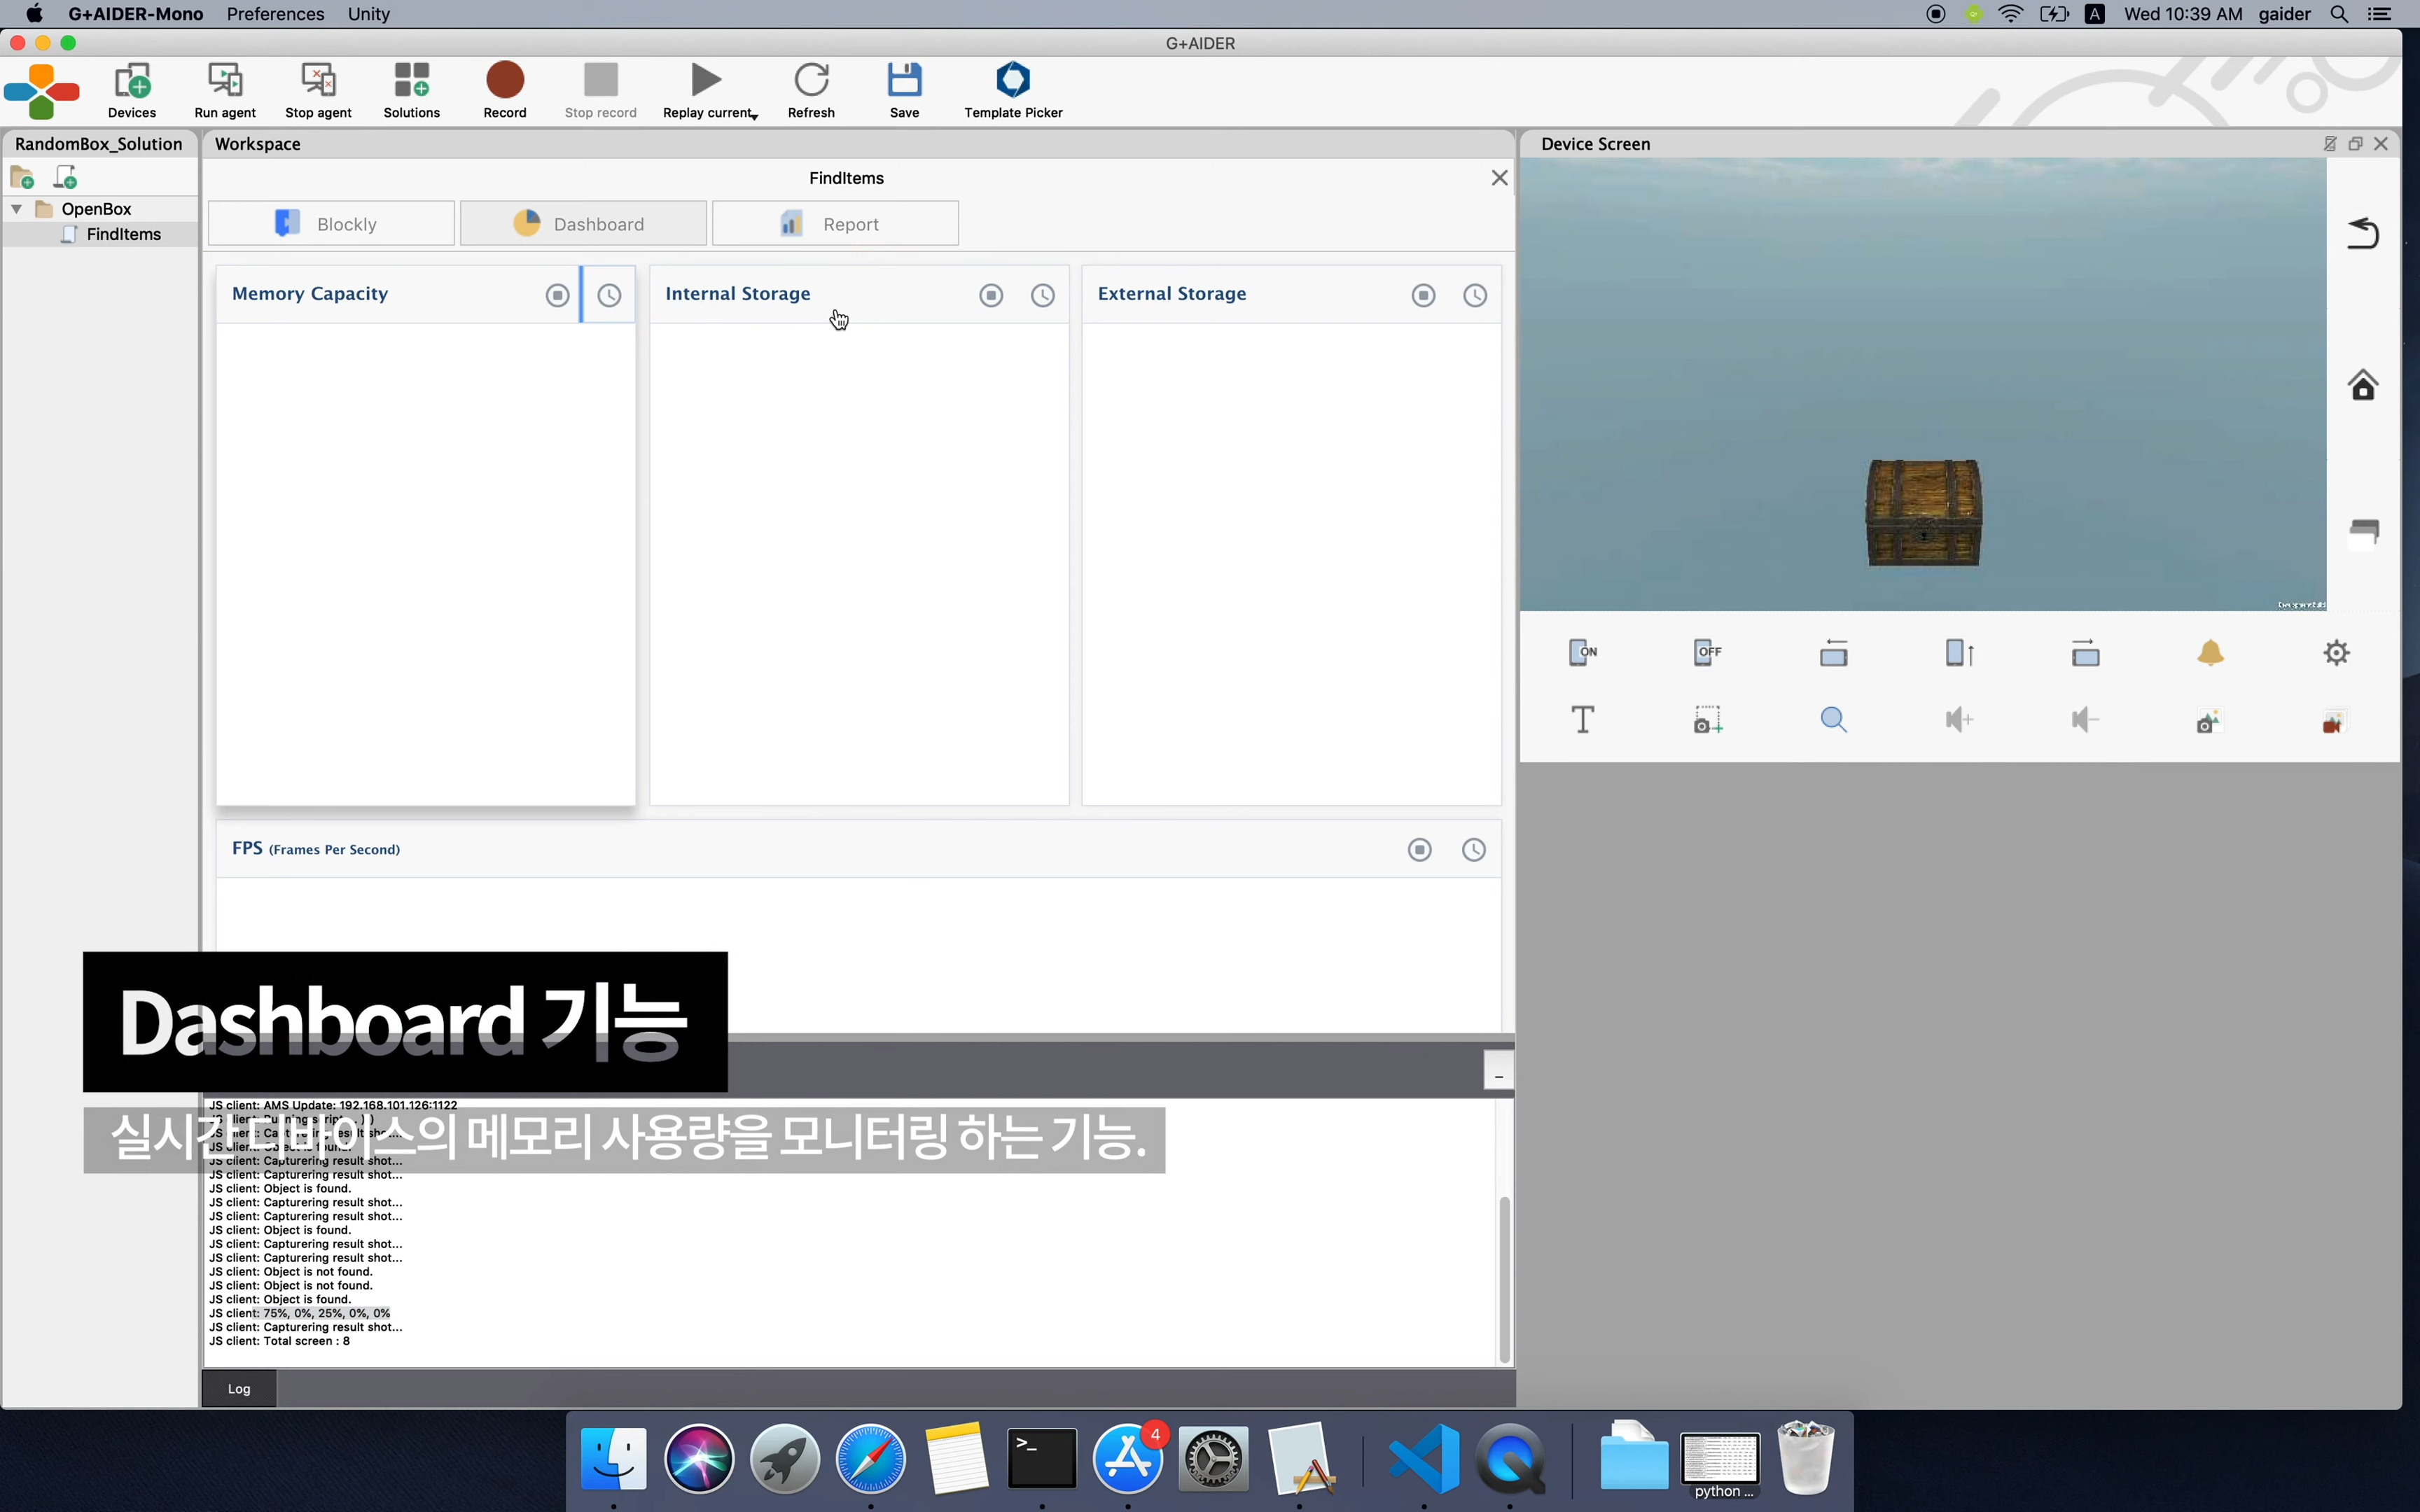 G+AIDER-Mono Preferences Unity
A Wed 10:39 AM gaider
G+AIDER
Devices Run agent Stop agent Solutions Record Stop record Replay current Refresh Save Template Picker
RandomBox_Solution
Workspace
Device Screen
FindItems
OpenBox
FindItems
Blockly Dashboard Report
Memory Capacity
Internal Storage
External Storage
ON OFF
FPS (Frames Per Second)
Dashboard 기능
실시간 디바이스의 메모리 사용량을 모니터링 하는 기능.
JS client: AMS Update: 192.168.101.126:1122
JS client: Capturering result shot...
JS client: Capturering result shot...
JS client: Object is found.
JS client: Capturering result shot...
JS client: Capturering result shot...
JS client: Object is found.
JS client: Capturering result shot...
JS client: Capturering result shot...
JS client: Object is not found.
JS client: Object is not found.
JS client: Object is found.
JS client: 75%, 0%, 25%, 0%, 0%
JS client: Capturering result shot...
JS client: Total screen : 8
Log
4
python ...